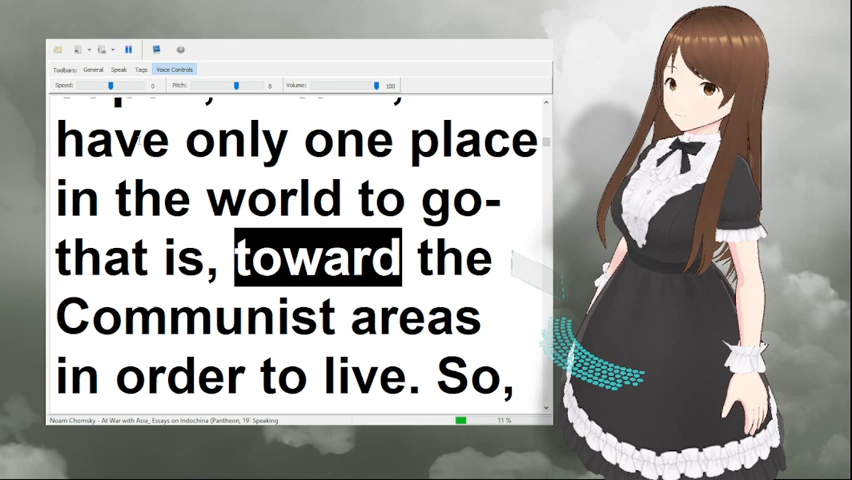 Toolbars: General Speak Tags Voice Controls
Speed: 0 Pitch: 8 Volume: 100
have only one place
in the world to go-
that is, toward the
Communist areas
in order to live. So,
Noam Chomsky - At War with Asia_ Essays on Indochina (Pantheon, 19 Speaking 11 %